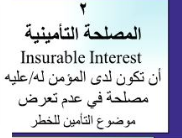 ٢
المصلحة التأمينية
Insurable Interest
أن تكون لدى المؤمن له/عليه
مصلحة في عدم تعرض
موضوع التأمين للخطر